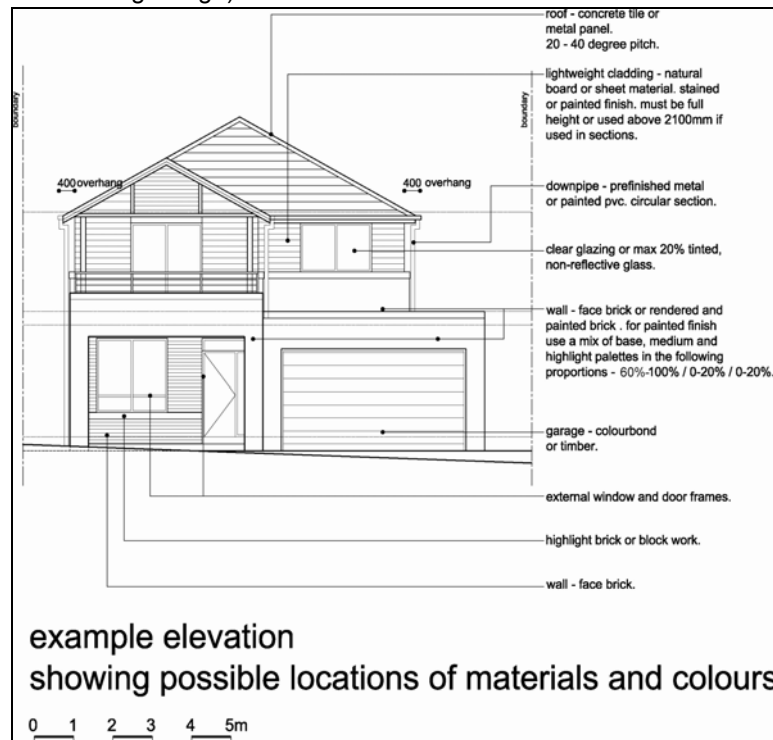 roof - concrete tile or
metal panel.
20 - 40 degree pitch.
lightweight cladding - natural
board or sheet material. stained
or painted finish. must be full
height or used above 2100mm if
used in sections.
boundary
boundary
400 overhang
400 overhang
downpipe - prefinished metal
or painted pvc. circular section.
clear glazing or max 20% tinted,
non-reflective glass.
wall - face brick or rendered and
painted brick . for painted finish
use a mix of base, medium and
highlight palettes in the following
proportions - 60%-100% / 0-20% / 0-20%.
garage - colourbond
or timber.
external window and door frames.
highlight brick or block work.
wall - face brick.
example elevation
showing possible locations of materials and colours
0 1 2 3 4 5m